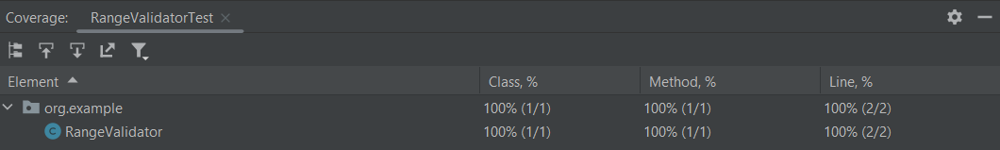 Coverage: RangeValidatorTest
Element Class, % Method, % Line, %
org.example 100% (1/1) 100% (1/1) 100% (2/2)
C RangeValidator 100% (1/1) 100% (1/1) 100% (2/2)